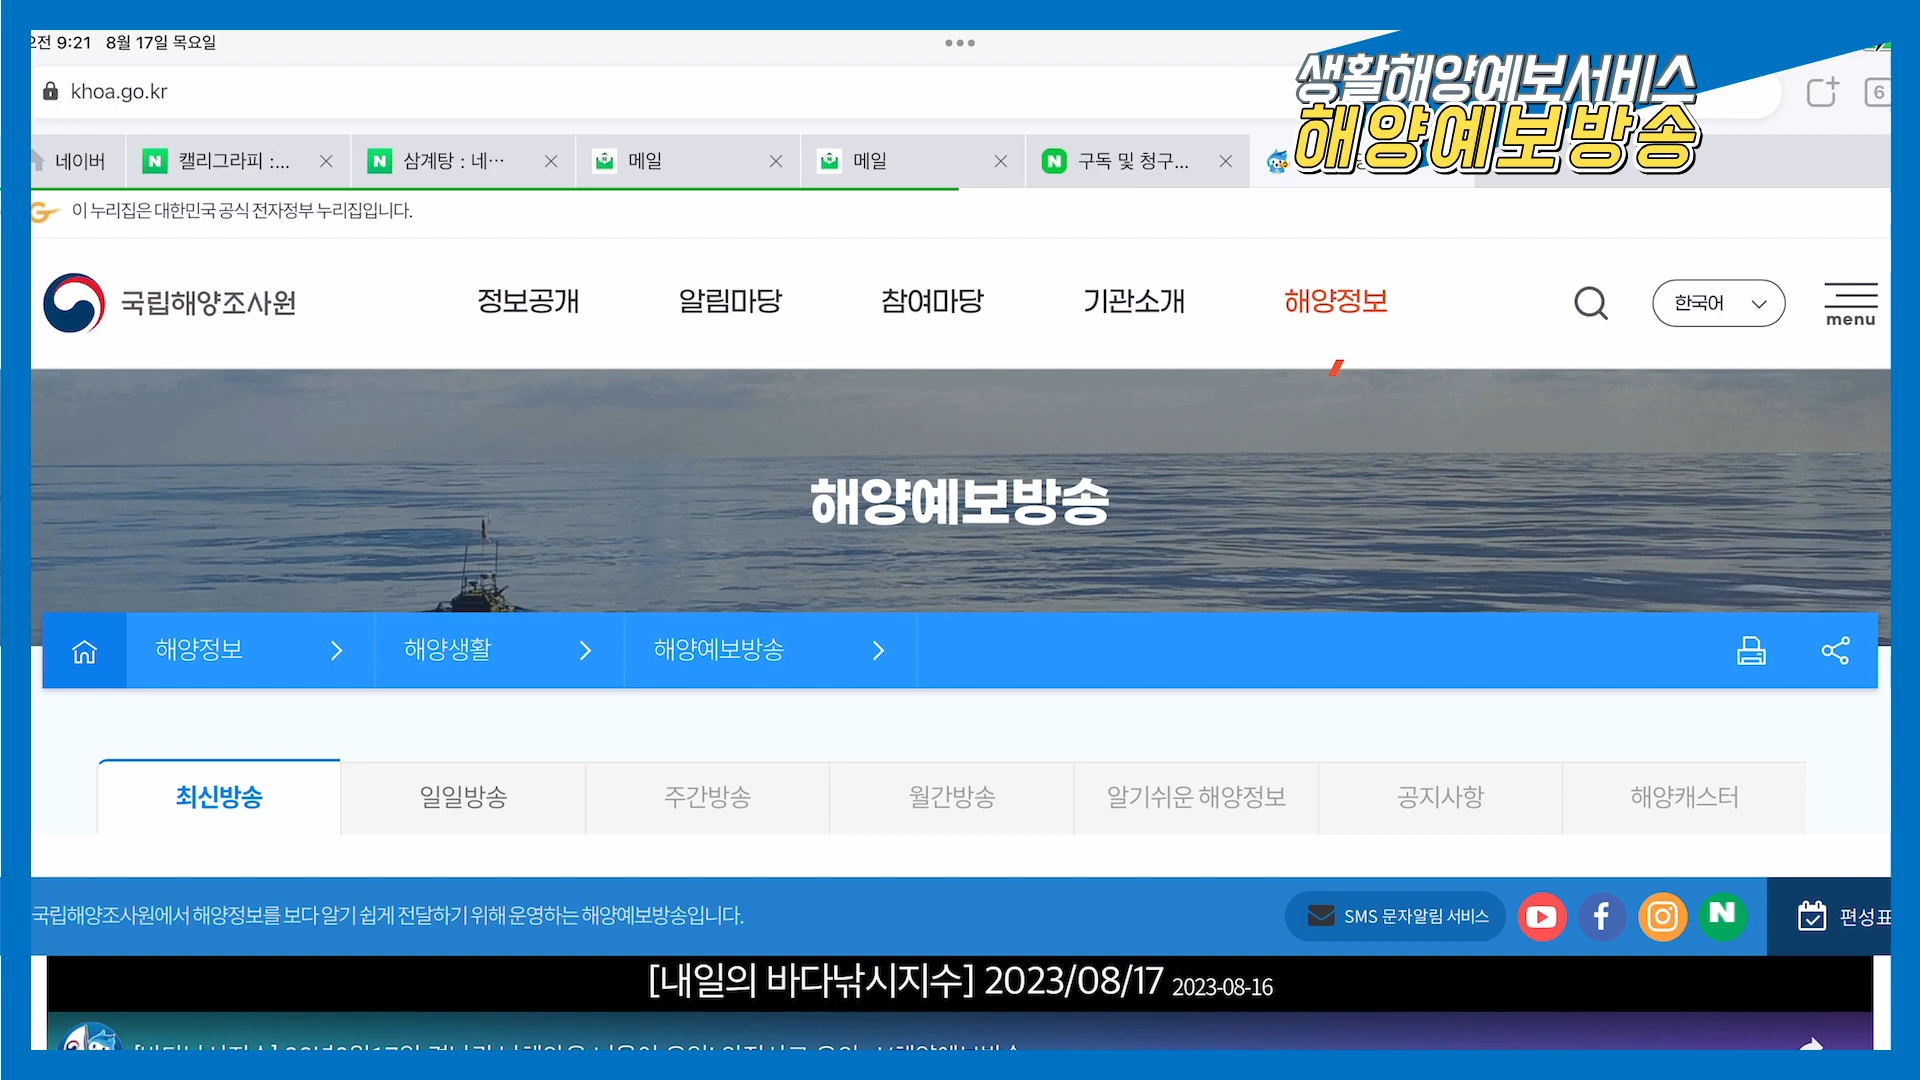 오전 9:21 8월 17일 목요일
생활해양예보서비스
해양예보방송
khoa.go.kr
6
네이버
캘리그라피 :...
삼계탕 : 네...
메일
메일
구독 및 청구...
이 누리집은 대한민국 공식 전자정부 누리집입니다.
국립해양조사원
정보공개
알림마당
참여마당
기관소개
해양정보
한국어
menu
해양예보방송
해양정보
해양생활
해양예보방송
최신방송
일일방송
주간방송
월간방송
알기쉬운 해양정보
공지사항
해양캐스터
국립해양조사원에서 해양정보를 보다 알기 쉽게 전달하기 위해 운영하는 해양예보방송입니다.
SMS 문자알림 서비스
편성표
[내일의 바다낚시지수] 2023/08/17 2023-08-16